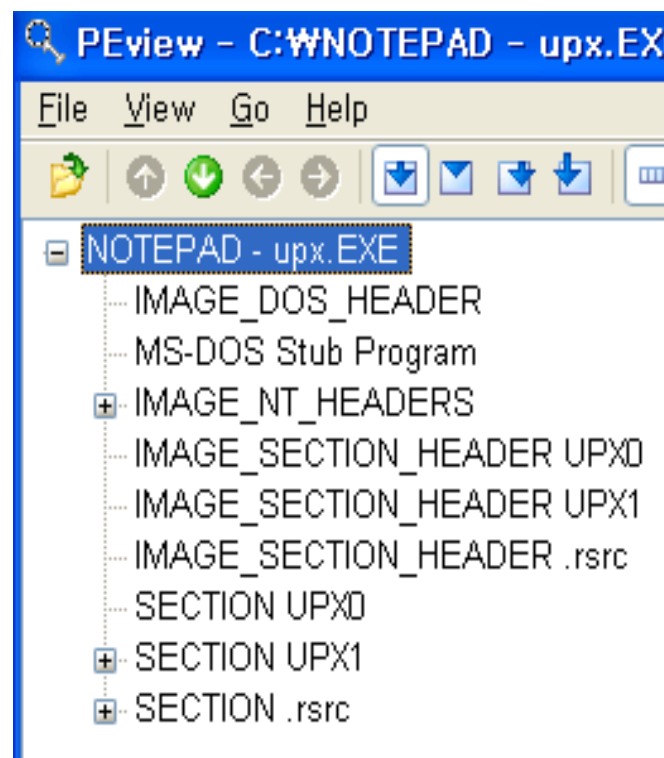 PEview - C:₩NOTEPAD - upx.EX
File View Go Help
NOTEPAD - upx.EXE
IMAGE_DOS_HEADER
MS-DOS Stub Program
IMAGE_NT_HEADERS
IMAGE_SECTION_HEADER UPX0
IMAGE_SECTION_HEADER UPX1
IMAGE_SECTION_HEADER .rsrc
SECTION UPX0
SECTION UPX1
SECTION .rsrc